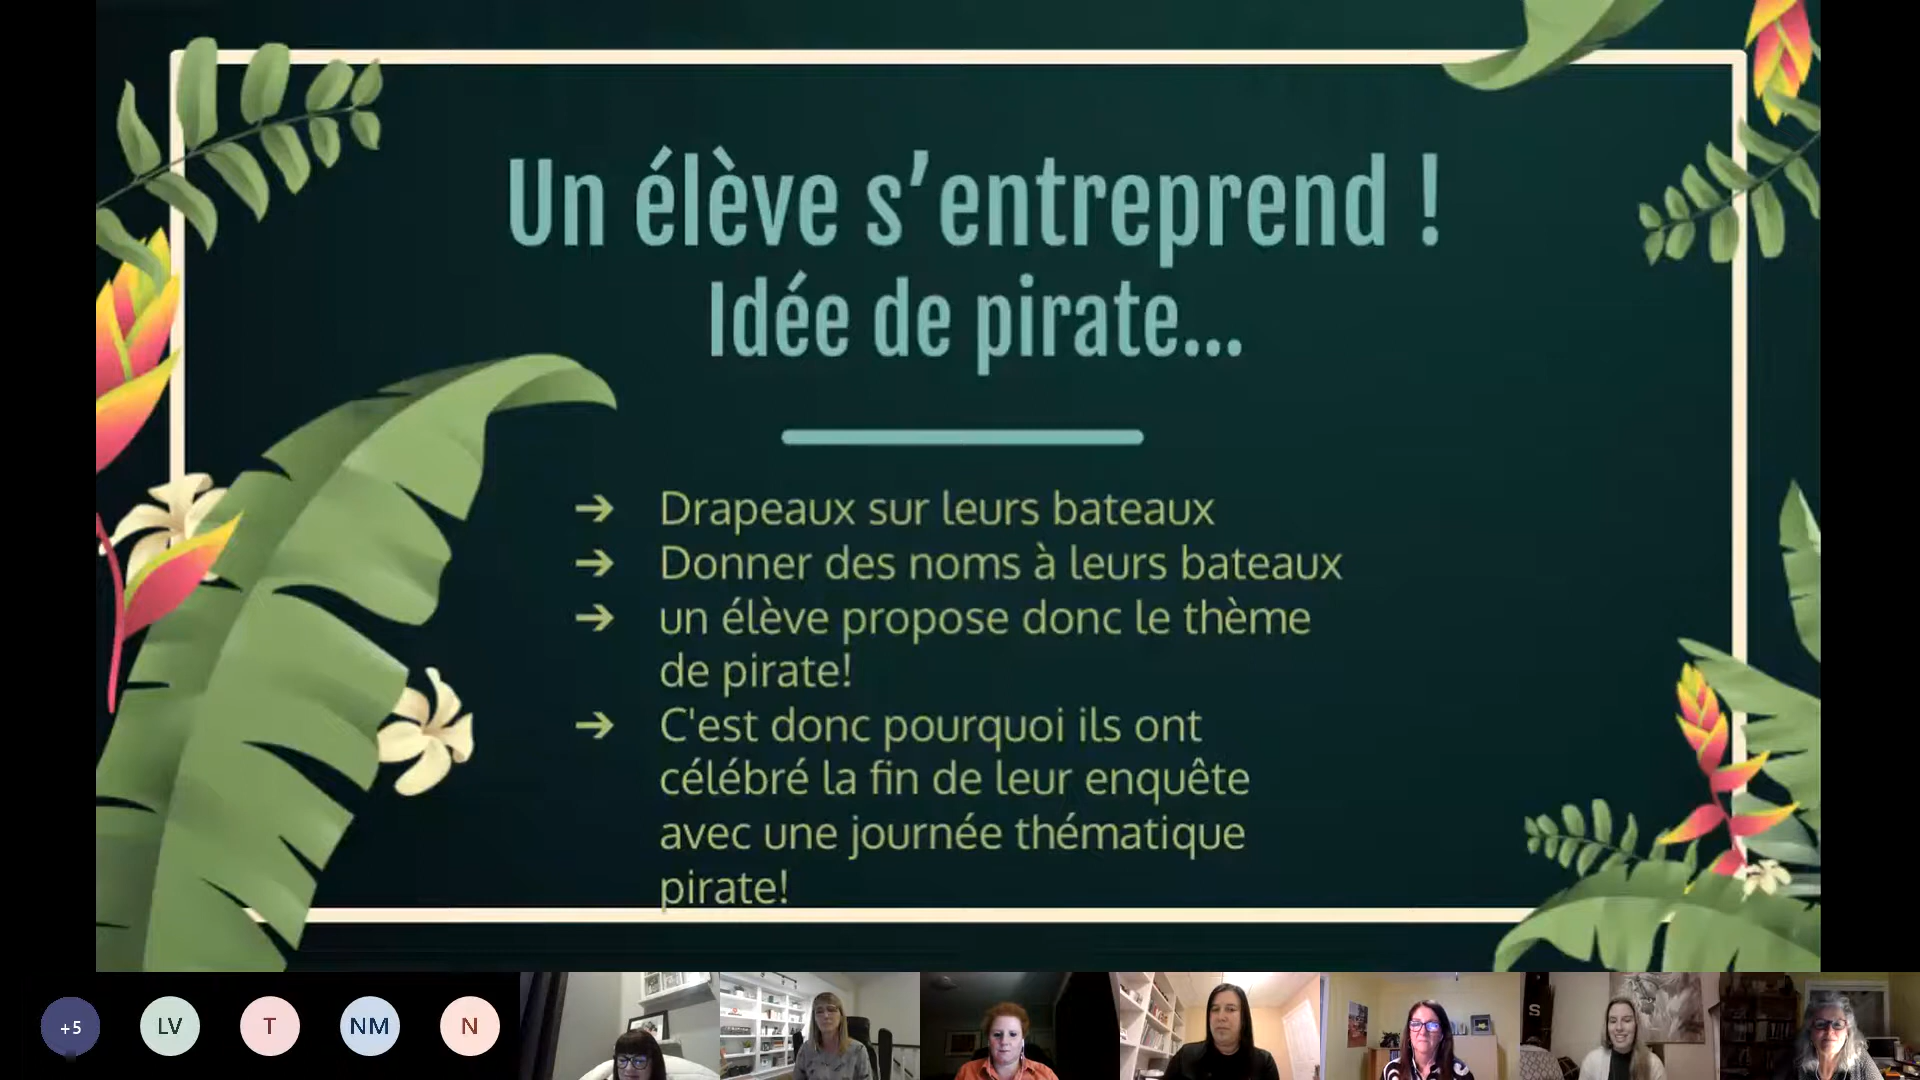 Un élève s’entreprend !
Idée de pirate...
➔ Drapeaux sur leurs bateaux
➔ Donner des noms à leurs bateaux
➔ un élève propose donc le thème
de pirate!
➔ C'est donc pourquoi ils ont
célébré la fin de leur enquête
avec une journée thématique
pirate!
+5 LV T NM N
S